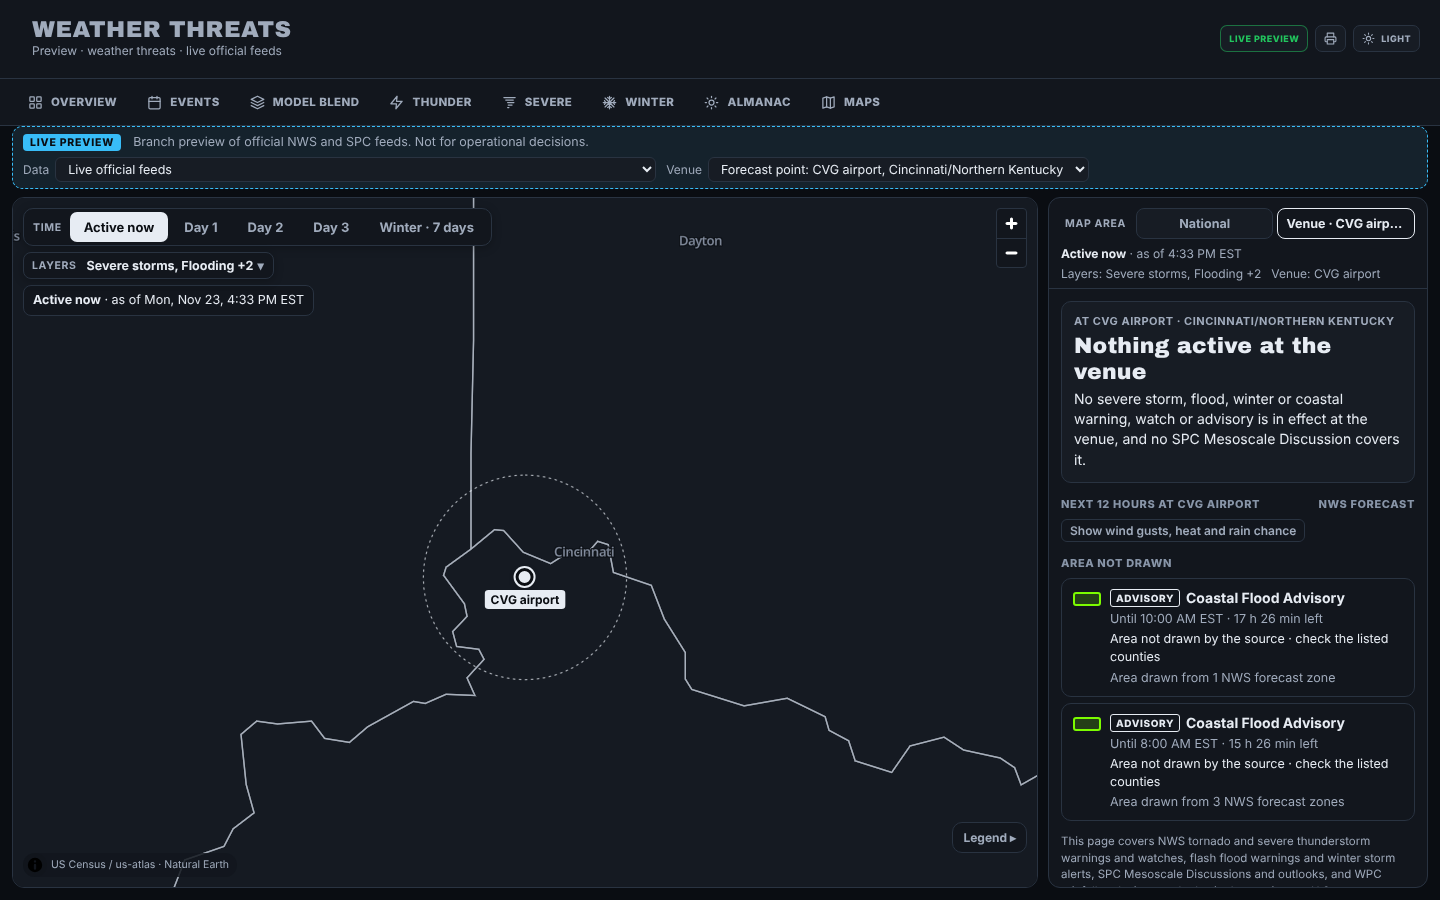 WEATHER THREATS
Preview · weather threats · live official feeds
LIVE PREVIEW
LIGHT
OVERVIEW
EVENTS
MODEL BLEND
THUNDER
SEVERE
WINTER
ALMANAC
MAPS
LIVE PREVIEW Branch preview of official NWS and SPC feeds. Not for operational decisions.
Data Live official feeds Venue Forecast point: CVG airport, Cincinnati/Northern Kentucky
TIME Active now Day 1 Day 2 Day 3 Winter · 7 days
s
LAYERS Severe storms, Flooding +2 ▾
Active now · as of Mon, Nov 23, 4:33 PM EST
Dayton
+
−
Cincinnati
CVG airport
Legend ▸
US Census / us-atlas · Natural Earth
MAP AREA National Venue · CVG airp...
Active now · as of 4:33 PM EST
Layers: Severe storms, Flooding +2 Venue: CVG airport
AT CVG AIRPORT · CINCINNATI/NORTHERN KENTUCKY
Nothing active at the
venue
No severe storm, flood, winter or coastal
warning, watch or advisory is in effect at the
venue, and no SPC Mesoscale Discussion covers
it.
NEXT 12 HOURS AT CVG AIRPORT NWS FORECAST
Show wind gusts, heat and rain chance
AREA NOT DRAWN
ADVISORY Coastal Flood Advisory
Until 10:00 AM EST · 17 h 26 min left
Area not drawn by the source · check the listed
counties
Area drawn from 1 NWS forecast zone
ADVISORY Coastal Flood Advisory
Until 8:00 AM EST · 15 h 26 min left
Area not drawn by the source · check the listed
counties
Area drawn from 3 NWS forecast zones
This page covers NWS tornado and severe thunderstorm
warnings and watches, flash flood warnings and winter storm
alerts, SPC Mesoscale Discussions and outlooks, and WPC